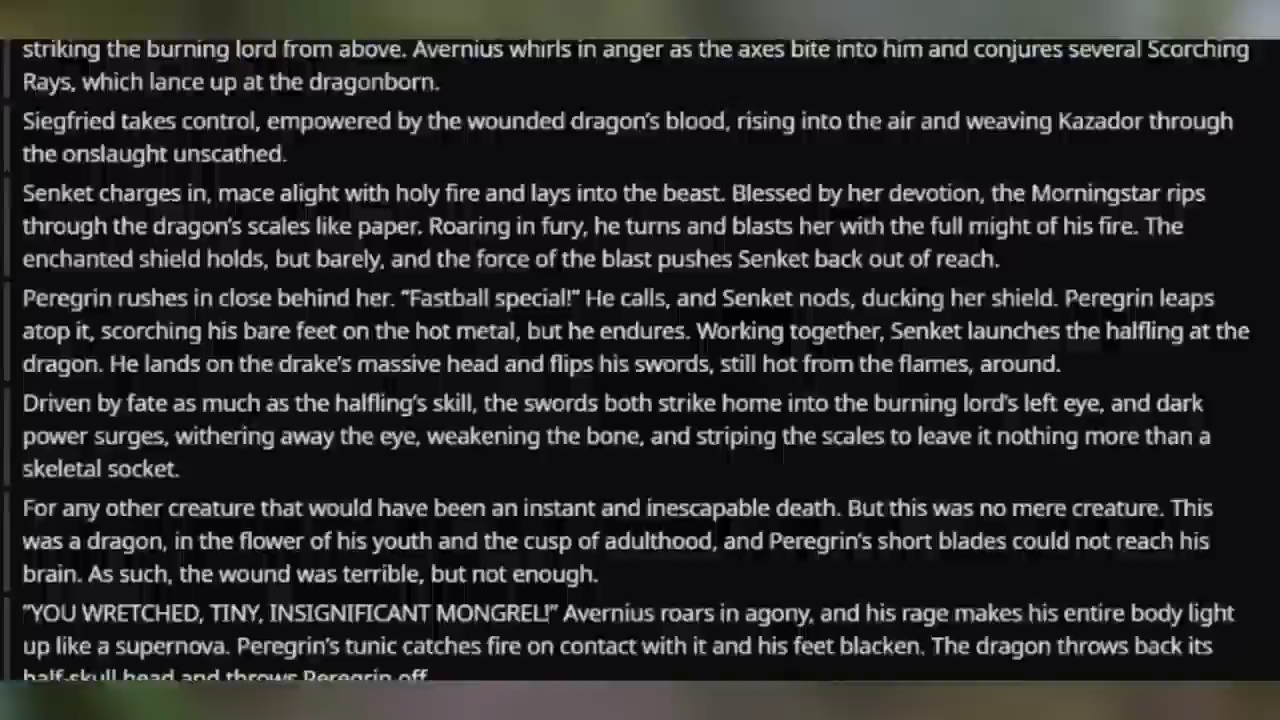 striking the burning lord from above. Avernius whirls in anger as the axes bite into him and conjures several Scorching
Rays, which lance up at the dragonborn.
Siegfried takes control, empowered by the wounded dragon's blood, rising into the air and weaving Kazador through
the onslaught unscathed.
Senket charges in, mace alight with holy fire and lays into the beast. Blessed by her devotion, the Morningstar rips
through the dragon's scales like paper. Roaring in fury, he turns and blasts her with the full might of his fire. The
enchanted shield holds, but barely, and the force of the blast pushes Senket back out of reach.
Peregrin rushes in close behind her. "Fastball special!" He calls, and Senket nods, ducking her shield. Peregrin leaps
atop it, scorching his bare feet on the hot metal, but he endures. Working together, Senket launches the halfling at the
dragon. He lands on the drake's massive head and flips his swords, still hot from the flames, around.
Driven by fate as much as the halfling's skill, the swords both strike home into the burning lord's left eye, and dark
power surges, withering away the eye, weakening the bone, and striping the scales to leave it nothing more than a
skeletal socket.
For any other creature that would have been an instant and inescapable death. But this was no mere creature. This
was a dragon, in the flower of his youth and the cusp of adulthood, and Peregrin's short blades could not reach his
brain. As such, the wound was terrible, but not enough.
"YOU WRETCHED, TINY, INSIGNIFICANT MONGREL!" Avernius roars in agony, and his rage makes his entire body light
up like a supernova. Peregrin's tunic catches fire on contact with it and his feet blacken. The dragon throws back its
half-skull head and throws Peregrin off.